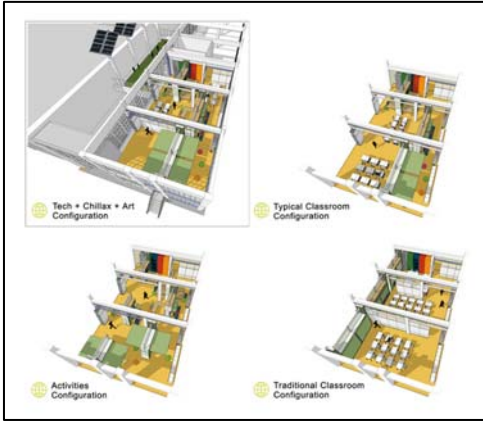 Tech + Chillax + Art
Configuration
Typical Classroom
Configuration
Activities
Configuration
Traditional Classroom
Configuration